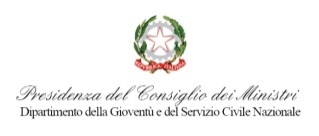 Presidenza del Consiglio dei Ministri
Dipartimento della Gioventù e del Servizio Civile Nazionale